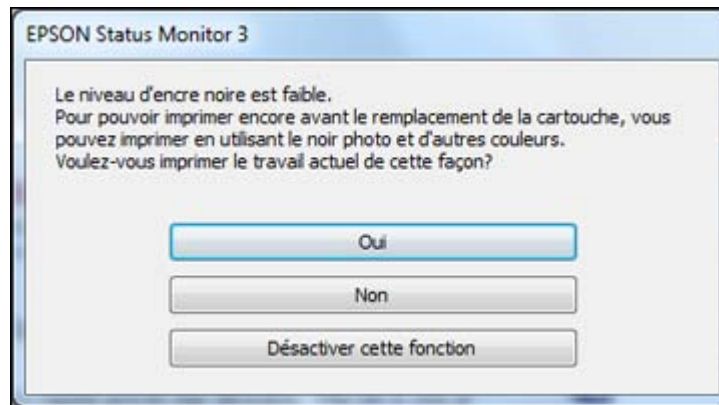 EPSON Status Monitor 3
Le niveau d'encre noire est faible.
Pour pouvoir imprimer encore avant le remplacement de la cartouche, vous
pouvez imprimer en utilisant le noir photo et d'autres couleurs.
Voulez-vous imprimer le travail actuel de cette façon?
Oui
Non
Désactiver cette fonction